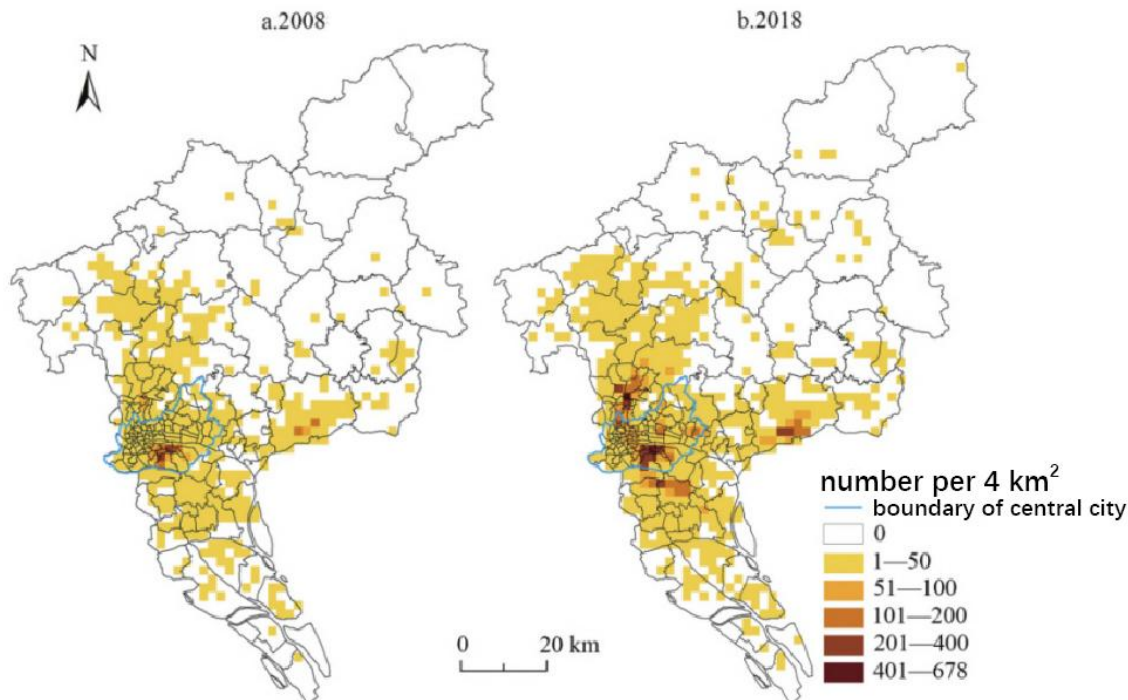 a.2008
b.2018
N
number per 4 km²
boundary of central city
0
1—50
51—100
101—200
201—400
401—678
0 20 km